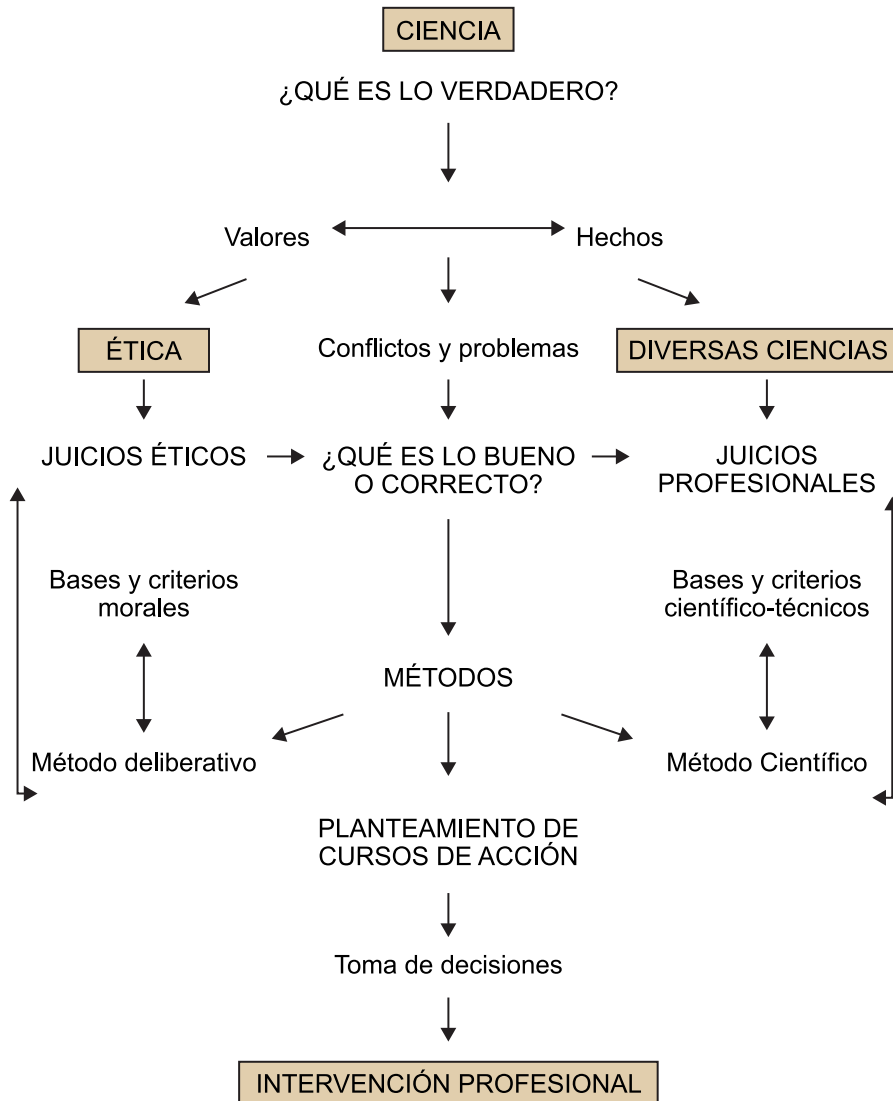 CIENCIA
¿QUÉ ES LO VERDADERO?
Valores
Hechos
ÉTICA
Conflictos y problemas
DIVERSAS CIENCIAS
JUICIOS ÉTICOS
¿QUÉ ES LO BUENO
O CORRECTO?
JUICIOS
PROFESIONALES
Bases y criterios
morales
Bases y criterios
científico-técnicos
MÉTODOS
Método deliberativo
Método Científico
PLANTEAMIENTO DE
CURSOS DE ACCIÓN
Toma de decisiones
INTERVENCIÓN PROFESIONAL